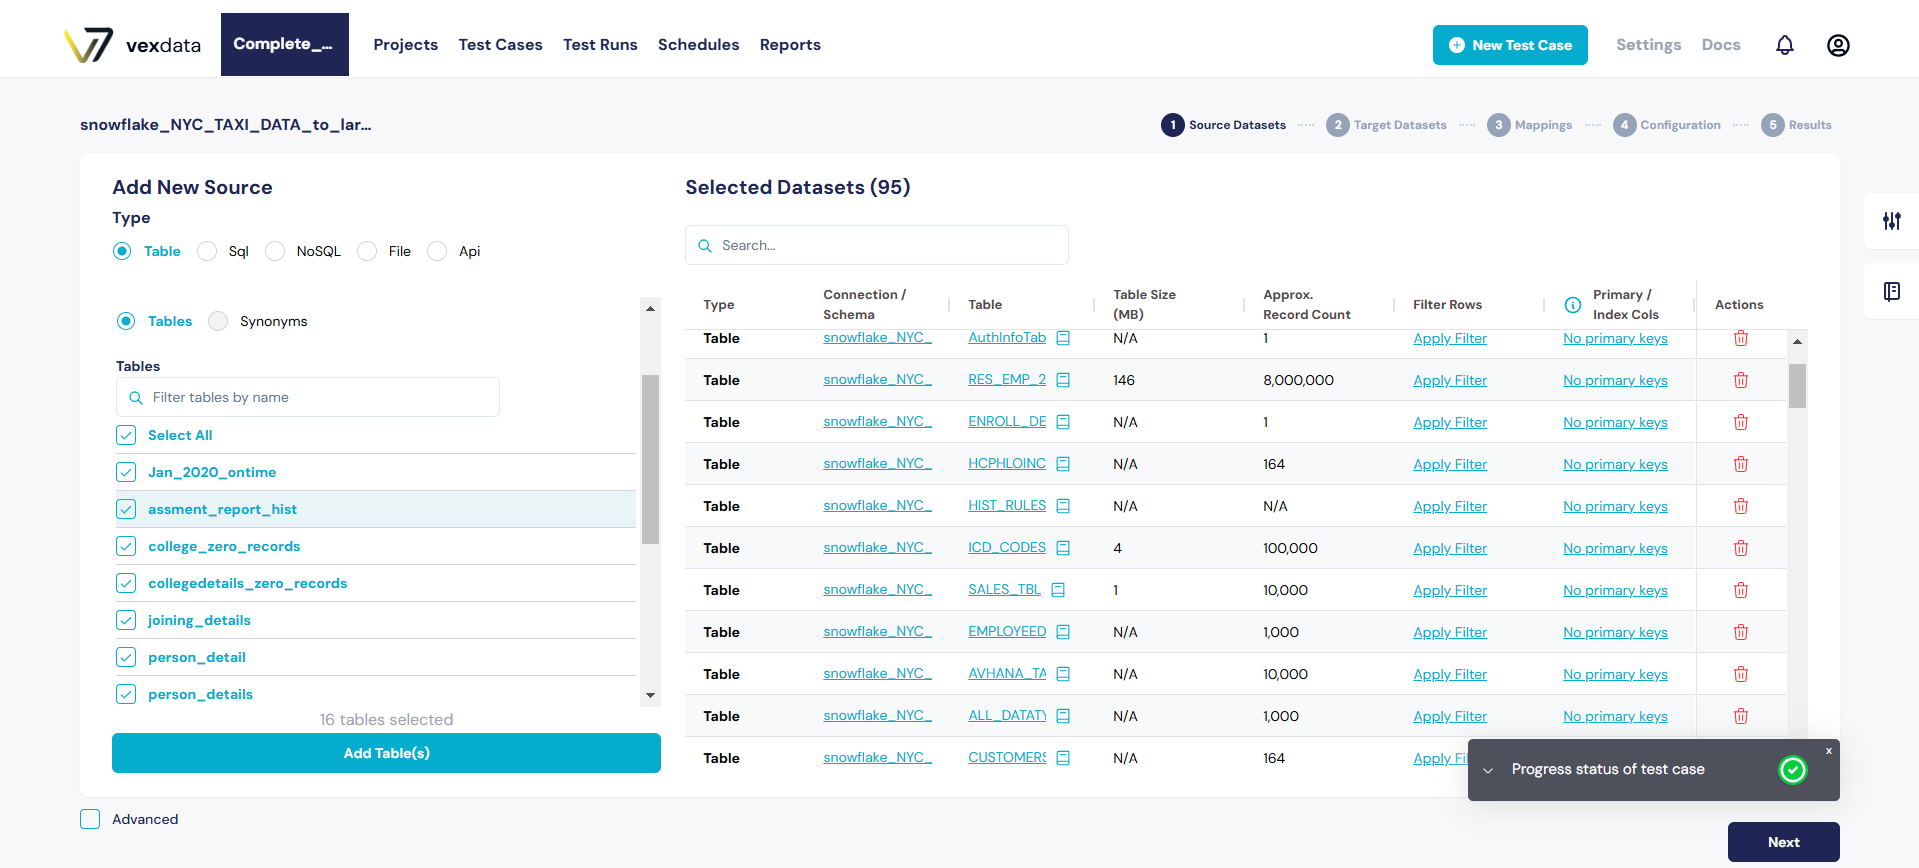 vexdata
Complete_...
Projects
Test Cases
Test Runs
Schedules
Reports
New Test Case
Settings
Docs
snowflake_NYC_TAXI_DATA_to_lar...
1 Source Datasets
2 Target Datasets
3 Mappings
4 Configuration
5 Results
Add New Source
Type
Table Sql NoSQL File Api
Tables Synonyms
Tables
Filter tables by name
Select All
Jan_2020_ontime
assment_report_hist
college_zero_records
collegedetails_zero_records
joining_details
person_detail
person_details
16 tables selected
Add Table(s)
Advanced
Selected Datasets (95)
Search...
Type
Connection /
Schema
Table
Table Size
(MB)
Approx.
Record Count
Filter Rows
Primary /
Index Cols
Actions
Table snowflake_NYC_ AuthInfoTab N/A 1 Apply Filter No primary keys
Table snowflake_NYC_ RES_EMP_2 146 8,000,000 Apply Filter No primary keys
Table snowflake_NYC_ ENROLL_DE N/A 1 Apply Filter No primary keys
Table snowflake_NYC_ HCPHLOINC N/A 164 Apply Filter No primary keys
Table snowflake_NYC_ HIST_RULES N/A N/A Apply Filter No primary keys
Table snowflake_NYC_ ICD_CODES 4 100,000 Apply Filter No primary keys
Table snowflake_NYC_ SALES_TBL 1 10,000 Apply Filter No primary keys
Table snowflake_NYC_ EMPLOYEED N/A 1,000 Apply Filter No primary keys
Table snowflake_NYC_ AVHANA_TA N/A 10,000 Apply Filter No primary keys
Table snowflake_NYC_ ALL_DATATY N/A 1,000 Apply Filter No primary keys
Table snowflake_NYC_ CUSTOMERS N/A 164 Apply Fil
x
Progress status of test case
Next